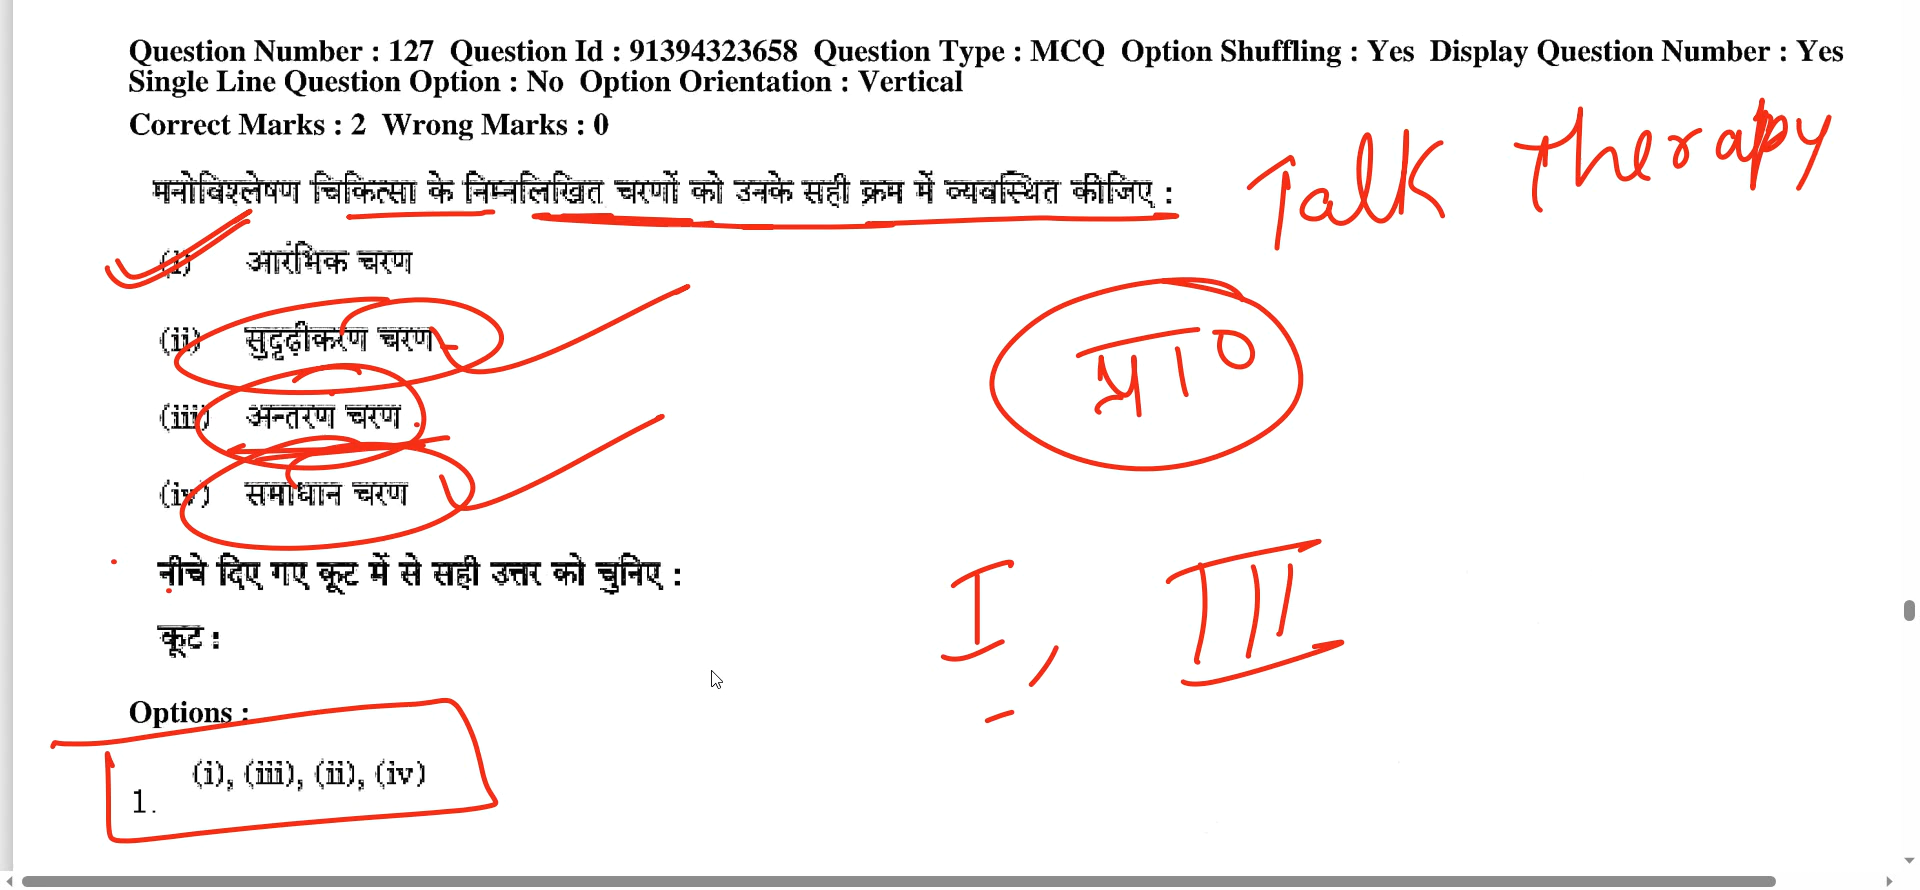 Question Number : 127 Question Id : 91394323658 Question Type : MCQ Option Shuffling : Yes Display Question Number : Yes
Single Line Question Option : No Option Orientation : Vertical
Correct Marks : 2 Wrong Marks : 0
Talk Therapy
मनोविश्लेषण चिकित्सा के निम्नलिखित चरणों को उनके सही क्रम में व्यवस्थित कीजिए :
(i) आरंभिक चरण
(ii) सुदृढ़ीकरण चरण
(iii) अन्तरण चरण
(iv) समाधान चरण
नीचे दिए गए कूट में से सही उत्तर को चुनिए :
I, III
कूट :
Options :
(i), (iii), (ii), (iv)
1.